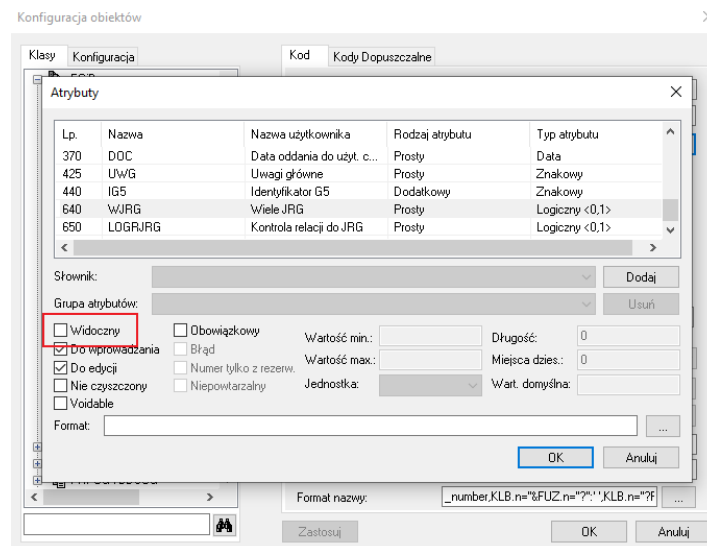 Konfiguracja obiektów
Klasy Konfiguracja Kod Kody Dopuszczalne
Atrybuty
Lp. Nazwa Nazwa użytkownika Rodzaj atrybutu Typ atrybutu
370 DOC Data oddania do użyt. c... Prosty Data
425 UWG Uwagi główne Prosty Znakowy
440 IG5 Identyfikator G5 Dodatkowy Znakowy
640 WJRG Wiele JRG Prosty Logiczny <0,1>
650 LOGRJRG Kontrola relacji do JRG Prosty Logiczny <0,1>
Słownik: Dodaj
Grupa atrybutów: Usuń
Widoczny Obowiązkowy Wartość min.: Długość: 0
Do wprowadzania Błąd Wartość max.: Miejsca dzies.: 0
Do edycji Numer tylko z rezerw. Jednostka: Wart. domyślna:
Nie czyszczony Niepowtarzalny
Voidable
Format: ...
OK Anuluj
Format nazwy: _number,KLB.n="&FUZ.n="?":' ',KLB.n="?F ...
Zastosuj OK Anuluj